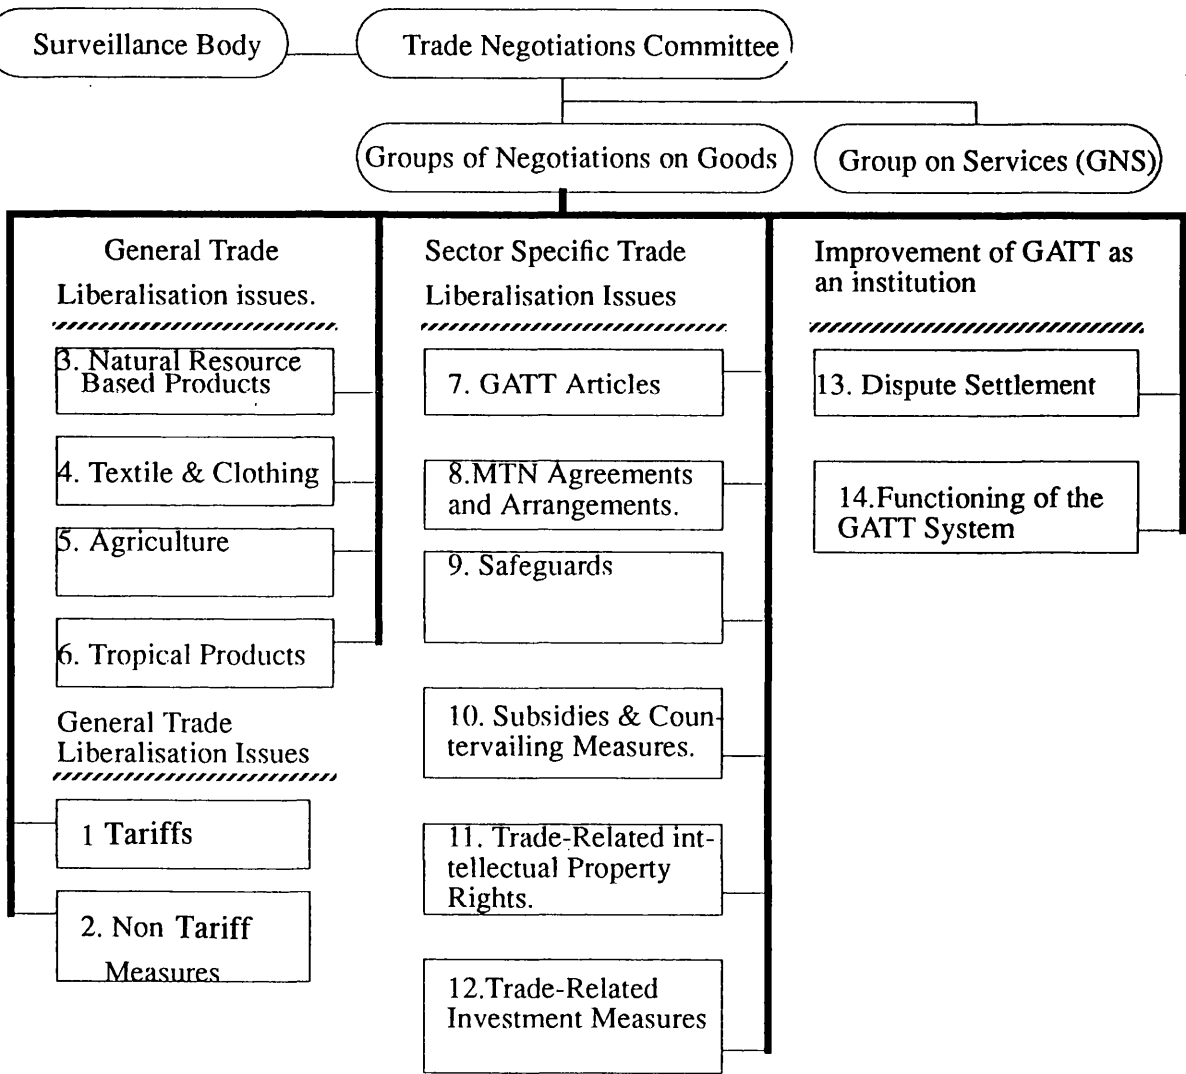 Surveillance Body
Trade Negotiations Committee
Groups of Negotiations on Goods
Group on Services (GNS)
General Trade
Liberalisation issues.
3. Natural Resource
Based Products
4. Textile & Clothing
5. Agriculture
6. Tropical Products
General Trade
Liberalisation Issues
1 Tariffs
2. Non Tariff
Measures
Sector Specific Trade
Liberalisation Issues
7. GATT Articles
8.MTN Agreements
and Arrangements.
9. Safeguards
10. Subsidies & Coun-
tervailing Measures.
11. Trade-Related int-
tellectual Property
Rights.
12.Trade-Related
Investment Measures
Improvement of GATT as
an institution
13. Dispute Settlement
14.Functioning of the
GATT System